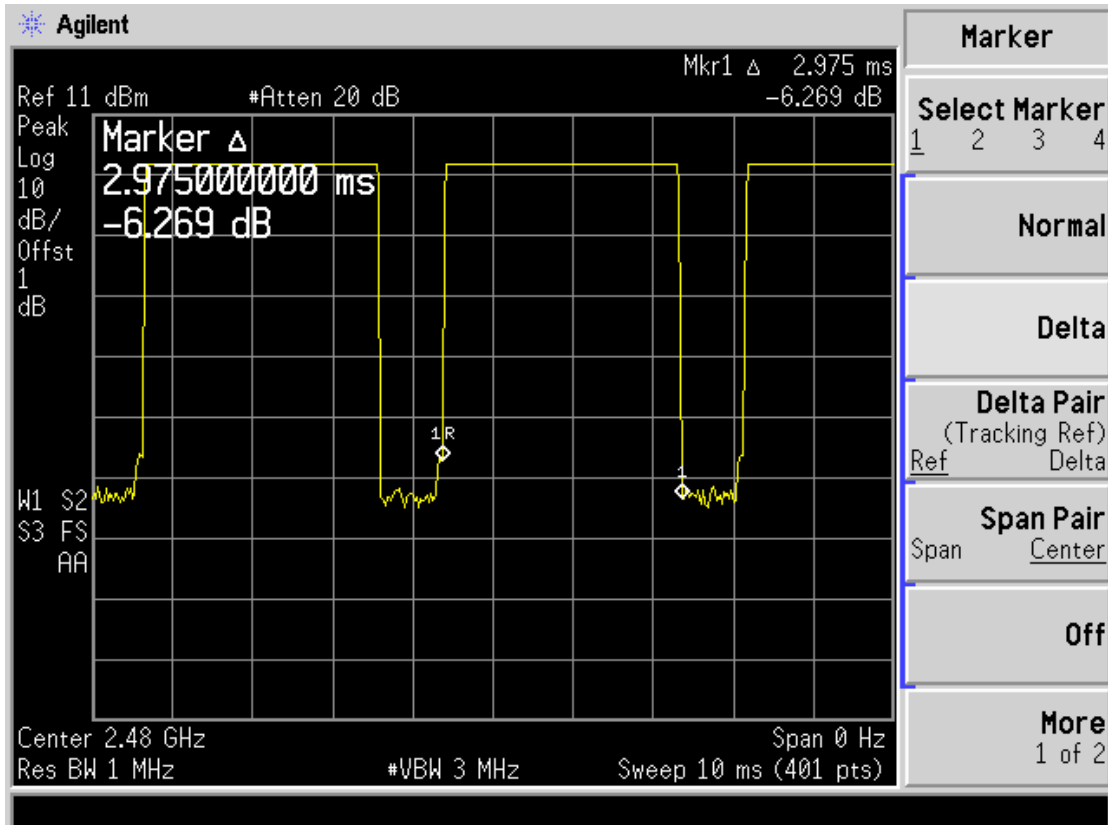 Agilent
Mkr1 Δ 2.975 ms
Ref 11 dBm #Atten 20 dB -6.269 dB
Peak
Log
10
dB/
Offst
1
dB
Marker Δ
2.975000000 ms
-6.269 dB
1R
1
W1 S2
S3 FS
AA
Center 2.48 GHz Span 0 Hz
Res BW 1 MHz #VBW 3 MHz Sweep 10 ms (401 pts)
Marker
Select Marker
1 2 3 4
Normal
Delta
Delta Pair
(Tracking Ref)
Ref Delta
Span Pair
Span Center
Off
More
1 of 2